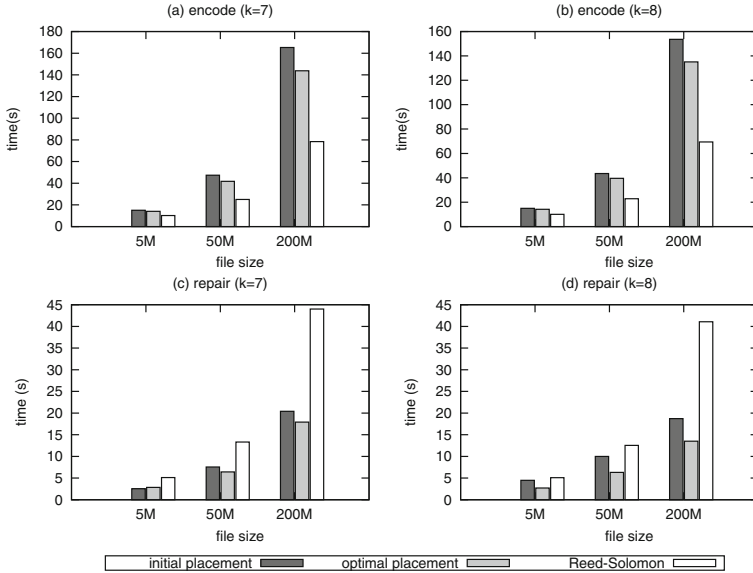 (a) encode (k=7)
180
160
140
120
100
80
60
40
20
0
time(s)
5M 50M 200M
file size
(b) encode (k=8)
160
140
120
100
80
60
40
20
0
time(s)
5M 50M 200M
file size
(c) repair (k=7)
45
40
35
30
25
20
15
10
5
0
time (s)
5M 50M 200M
file size
(d) repair (k=8)
45
40
35
30
25
20
15
10
5
0
time (s)
5M 50M 200M
file size
initial placement optimal placement Reed-Solomon